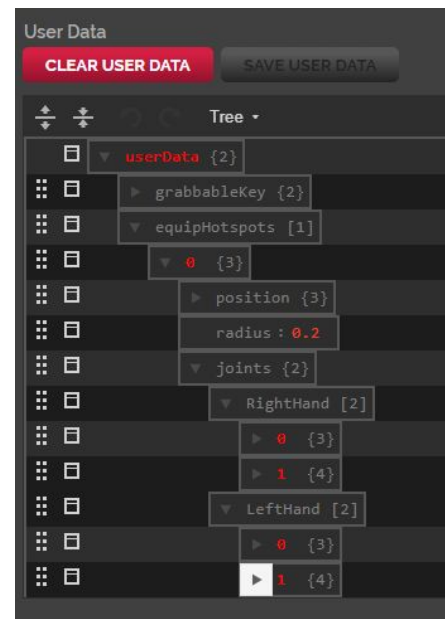 User Data
CLEAR USER DATA SAVE USER DATA
Tree
userData {2}
grabbableKey {2}
equipHotspots [1]
0 {3}
position {3}
radius : 0.2
joints {2}
RightHand [2]
0 {3}
1 {4}
LeftHand [2]
0 {3}
1 {4}